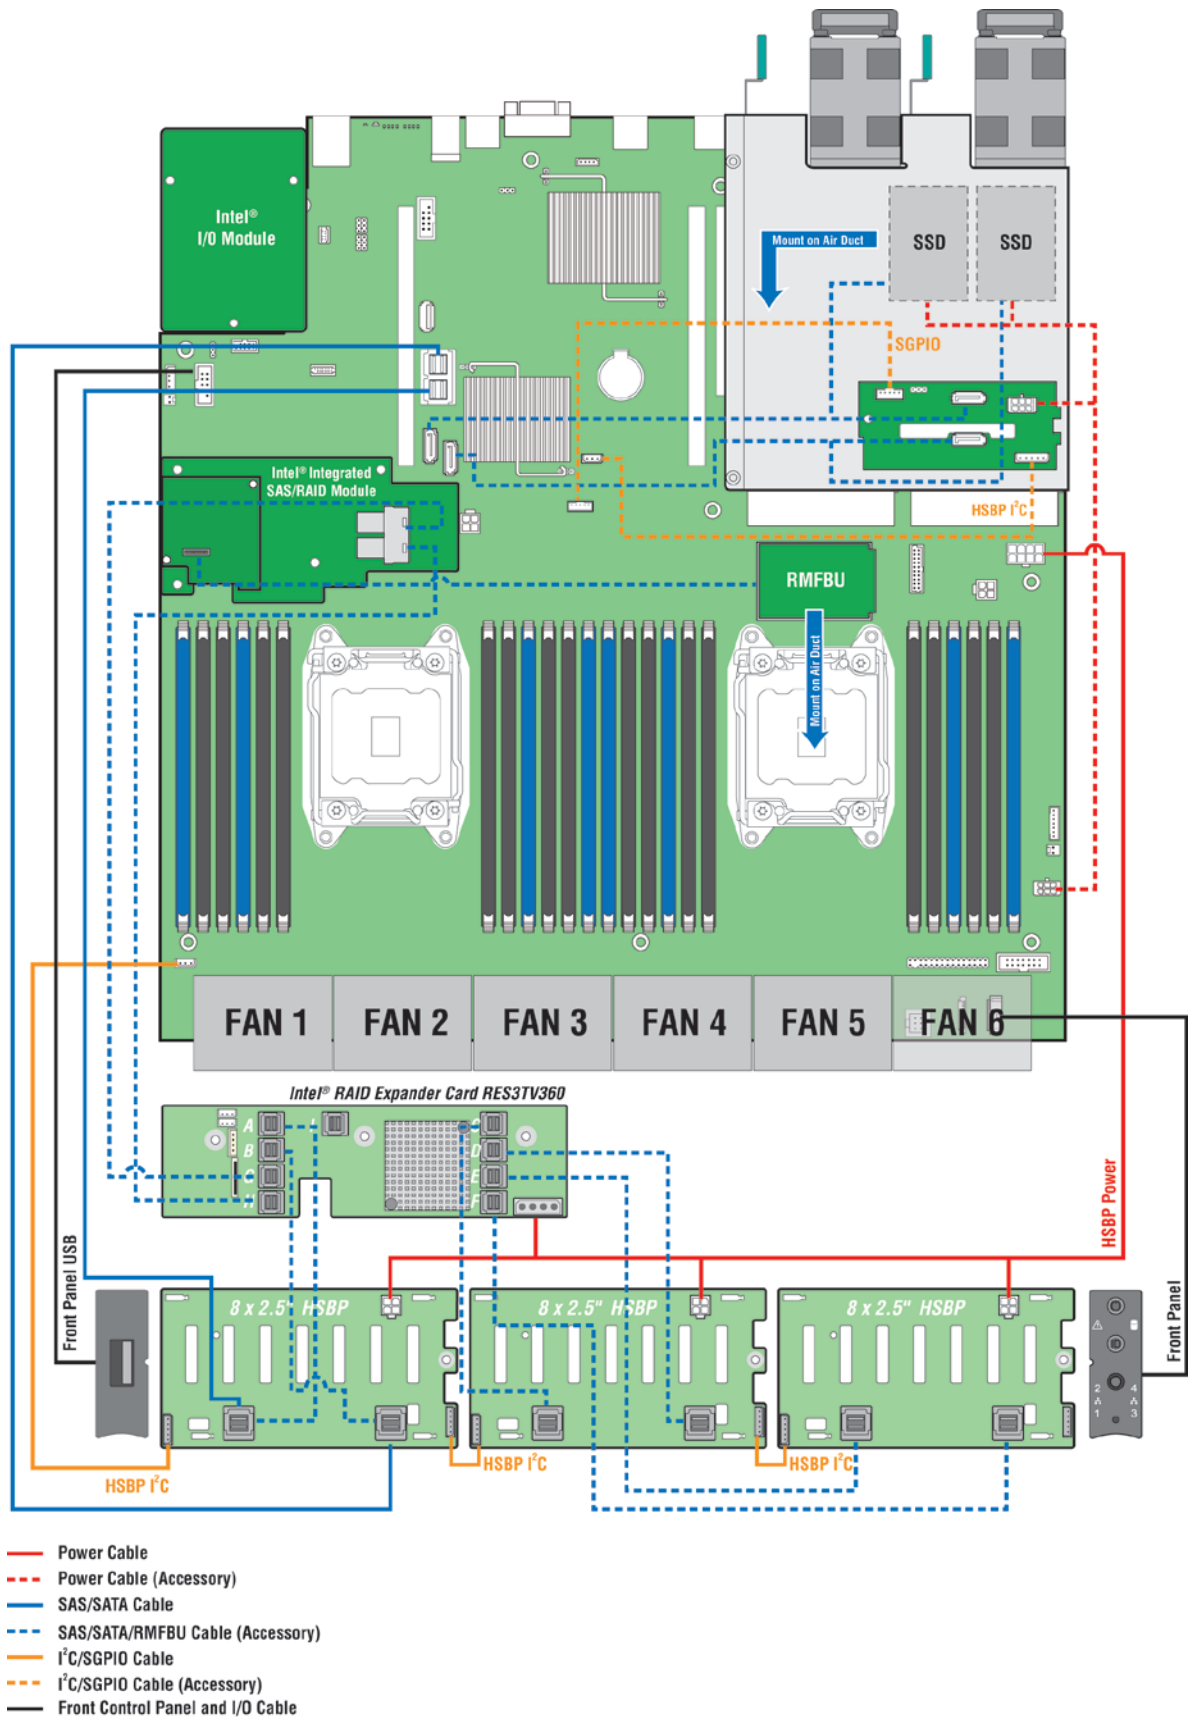 Intel®
I/O Module
Mount on Air Duct
SSD
SSD
SGPIO
Intel® Integrated
SAS/RAID Module
HSBP I²C
RMFBU
Mount on Air Duct
FAN 1
FAN 2
FAN 3
FAN 4
FAN 5
FAN 6
Intel® RAID Expander Card RES3TV360
A
I
C
B
D
G
E
H
F
HSBP Power
Front Panel USB
Front Panel
8 x 2.5" HSBP
8 x 2.5" HSBP
8 x 2.5" HSBP
2
4
1
3
HSBP I²C
HSBP I²C
HSBP I²C
Power Cable
Power Cable (Accessory)
SAS/SATA Cable
SAS/SATA/RMFBU Cable (Accessory)
I²C/SGPIO Cable
I²C/SGPIO Cable (Accessory)
Front Control Panel and I/O Cable